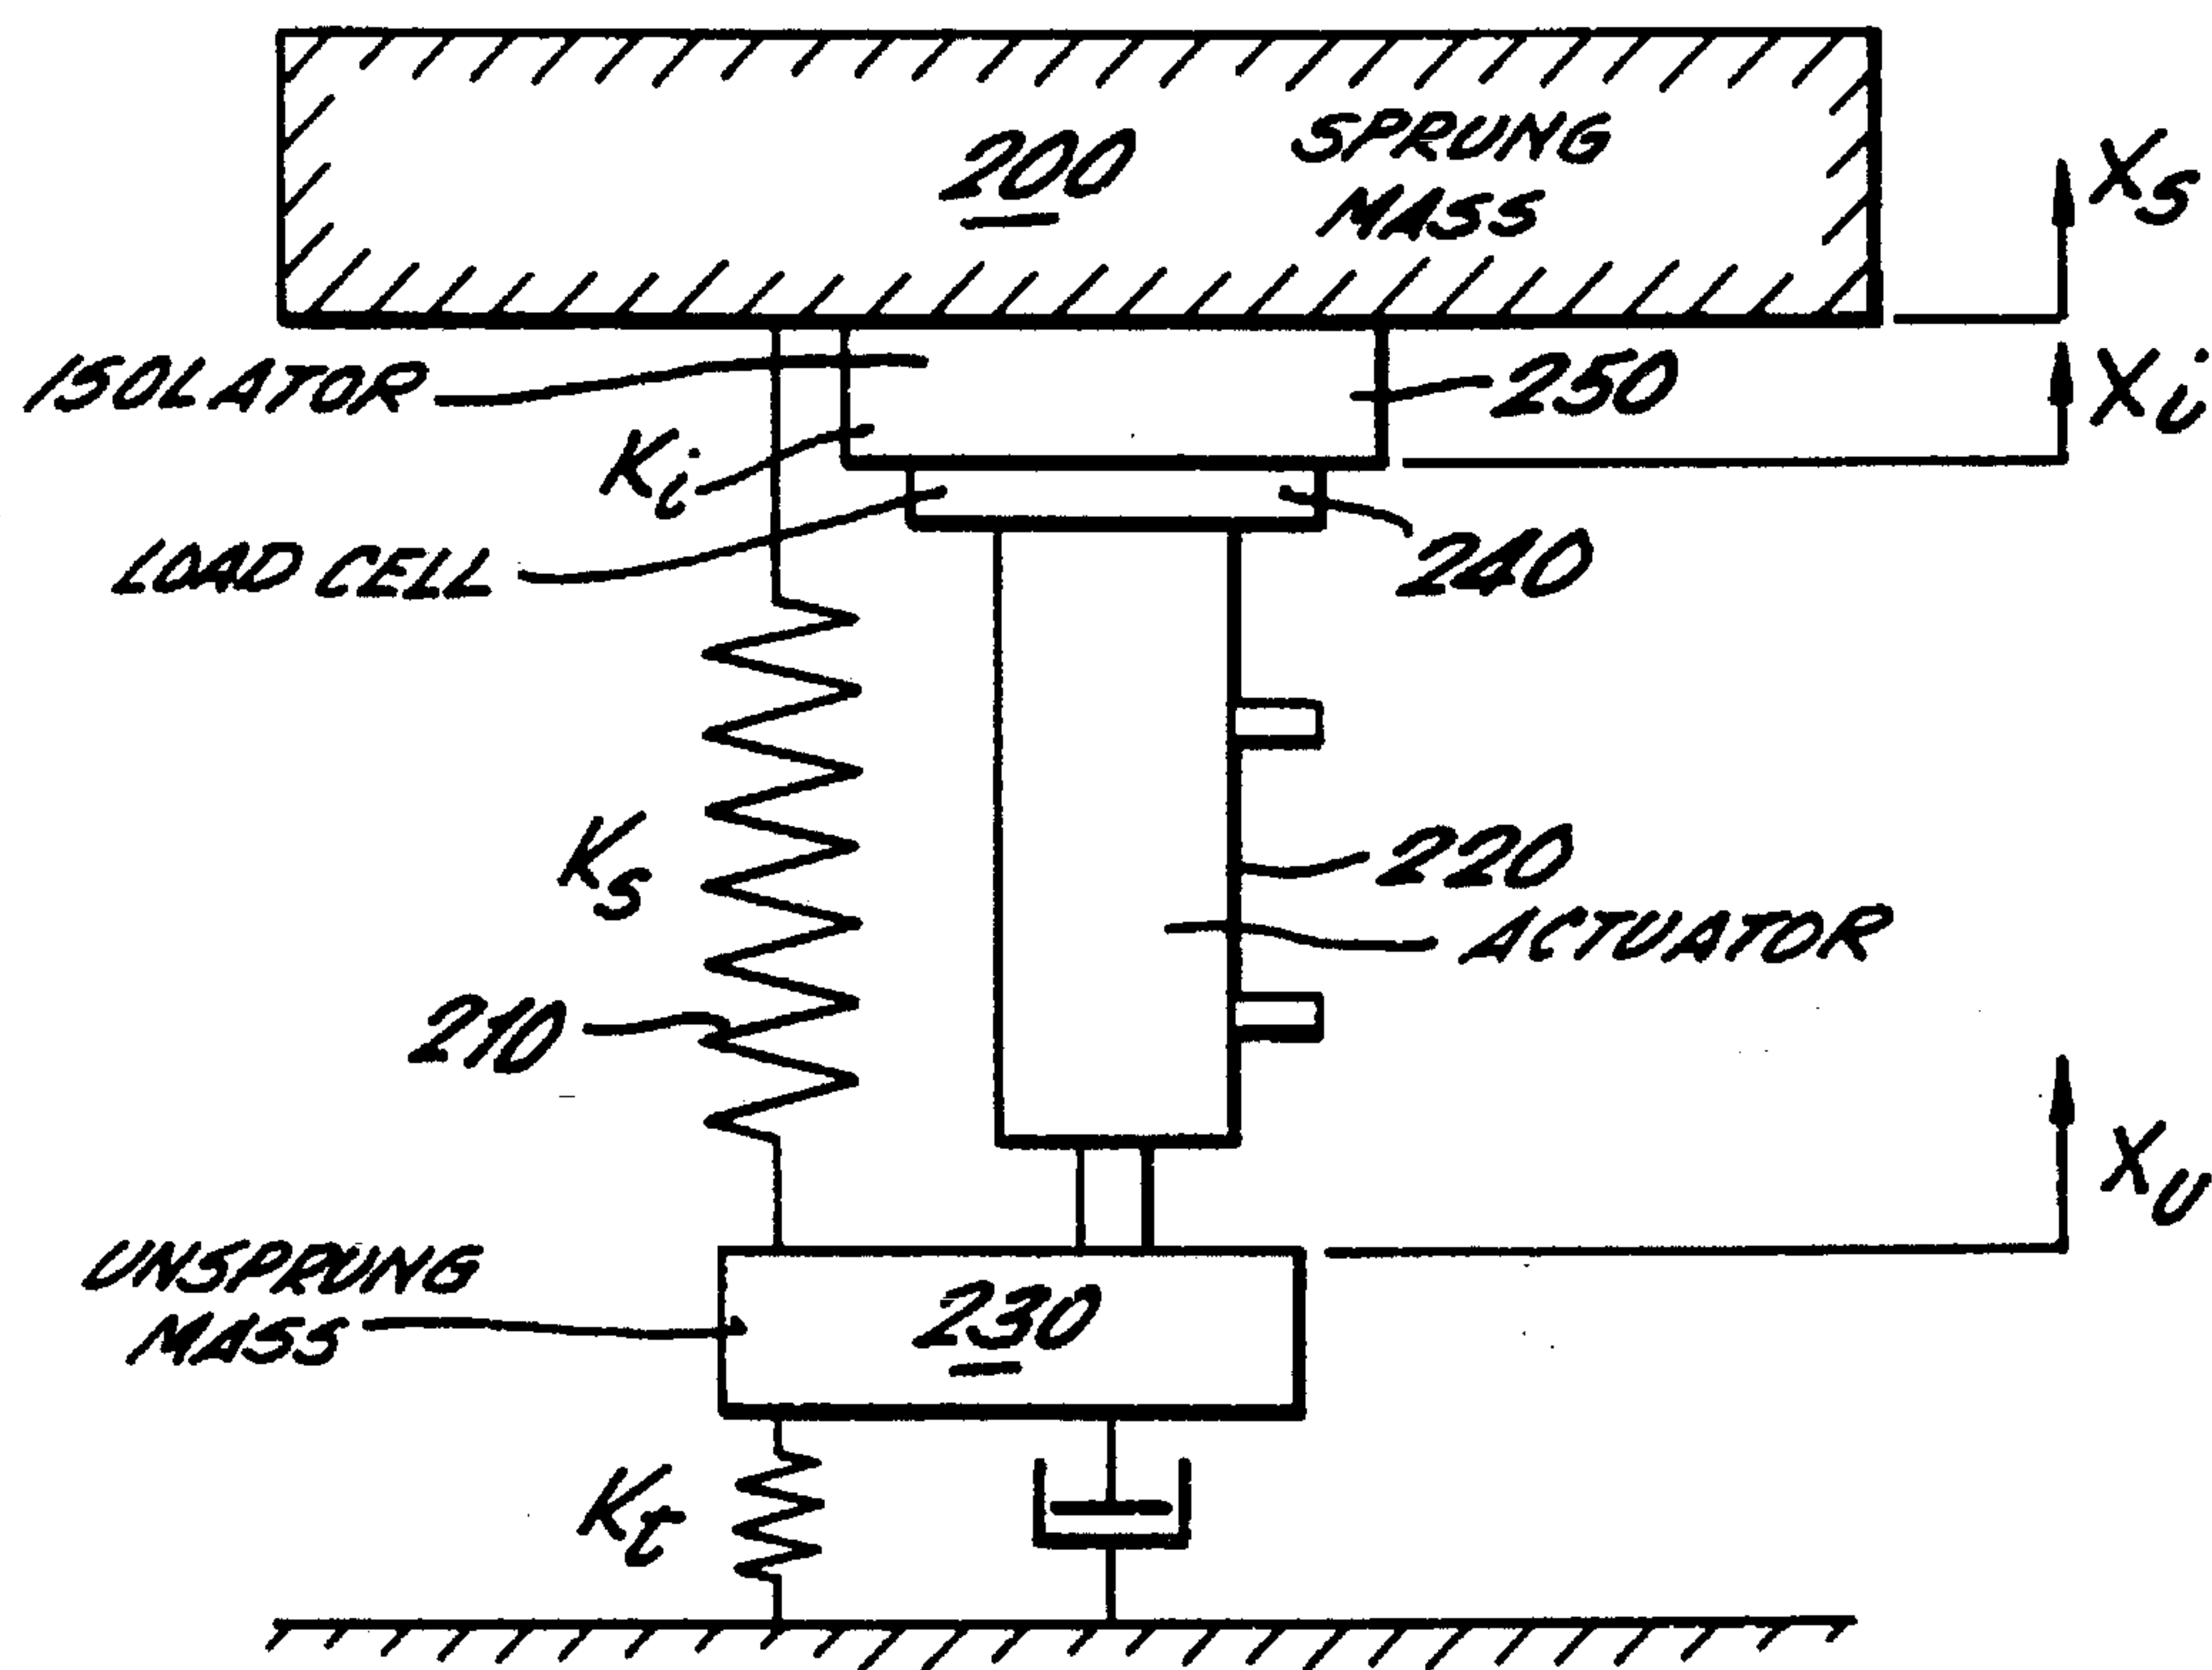 200
SPRUNG
MASS
Xs
ISOLATOR
250
Xi
Ki
LOAD CELL
240
Ks
220
ACTUATOR
210
Xu
UNSPRUNG
MASS
230
Kt